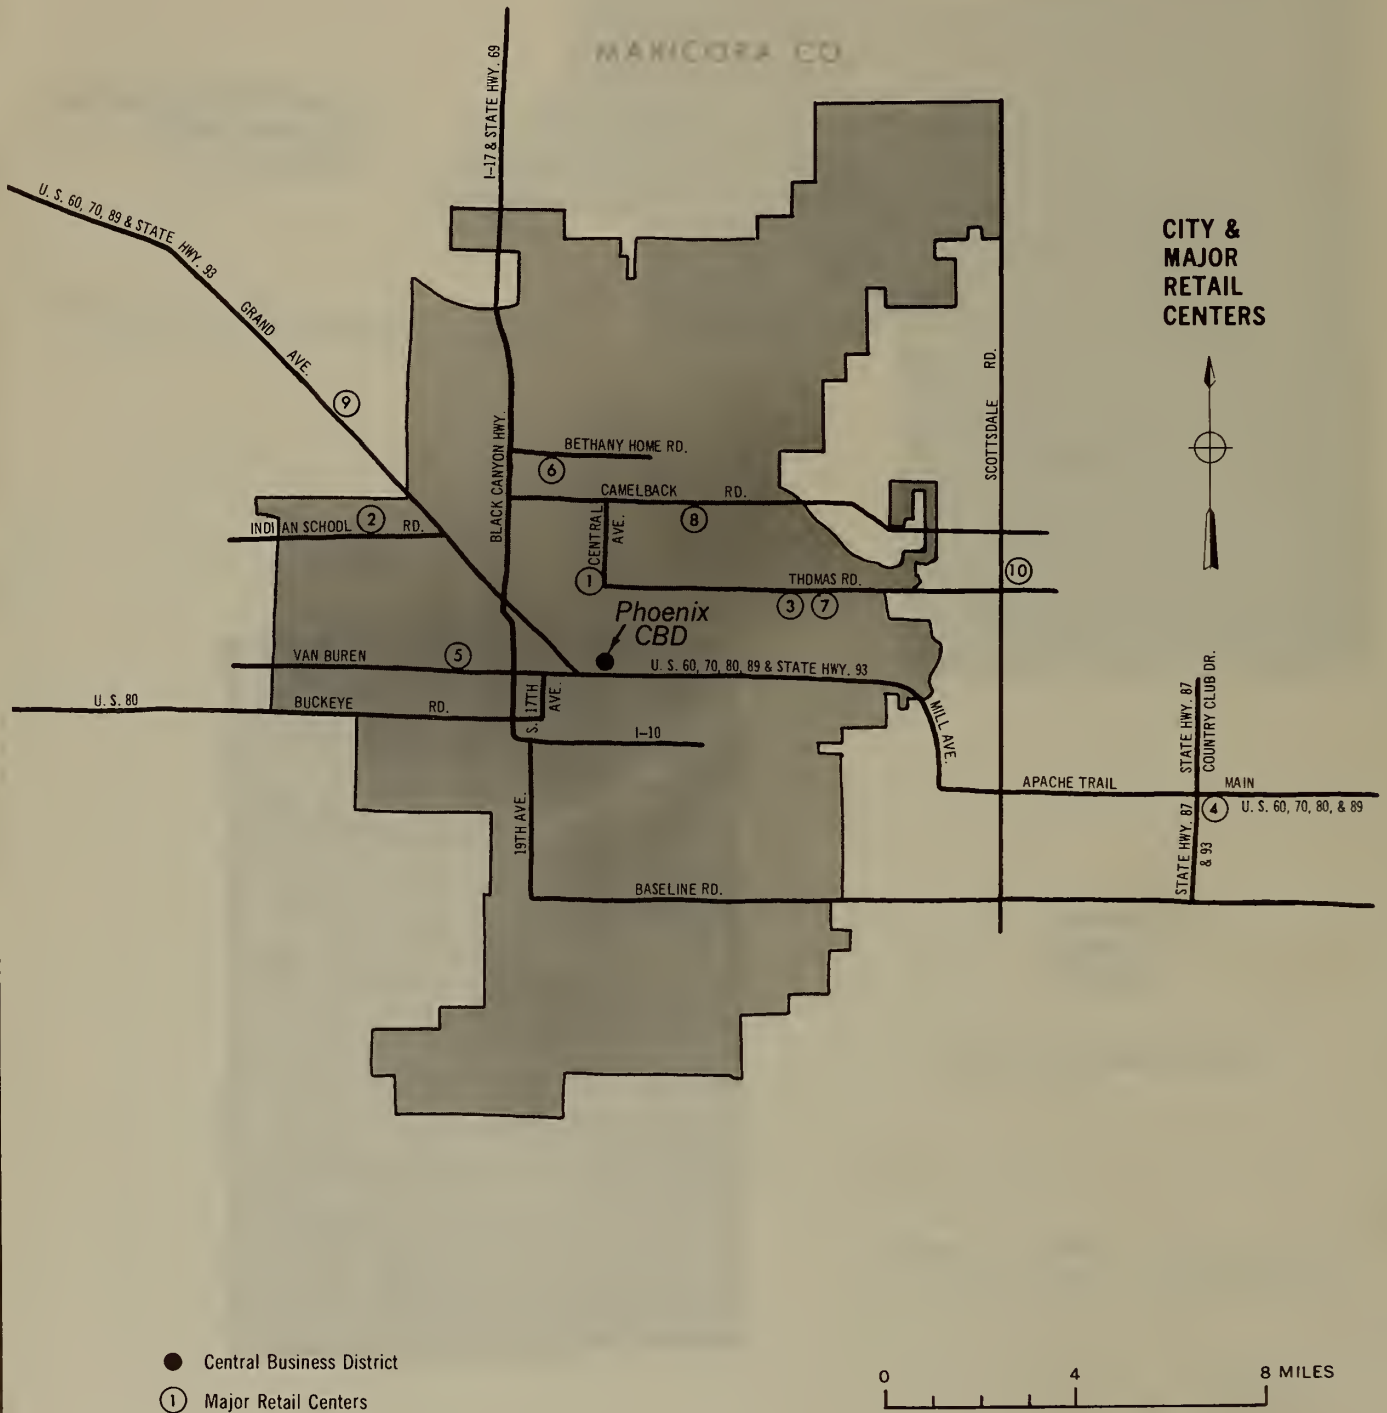 MARICOPA CO
I-17 & STATE HWY. 69
U. S. 60, 70, 89 & STATE HWY. 93
CITY &
MAJOR
RETAIL
CENTERS
GRAND AVE.
SCOTTSDALE RD.
9
BLACK CANYON HWY.
BETHANY HOME RD.
6
CAMELBACK RD.
8
INDIAN SCHOOL RD.
2
CENTRAL AVE.
1
THOMAS RD.
10
3
7
Phoenix
CBD
VAN BUREN
5
U. S. 60, 70, 80, 89 & STATE HWY. 93
U. S. 80
BUCKEYE RD.
S. 17TH AVE.
I-10
MILL AVE.
STATE HWY. 87
COUNTRY CLUB DR.
APACHE TRAIL
MAIN
4
U. S. 60, 70, 80, & 89
19TH AVE.
STATE HWY. 87
& 93
BASELINE RD.
Central Business District
1 Major Retail Centers
0 4 8 MILES